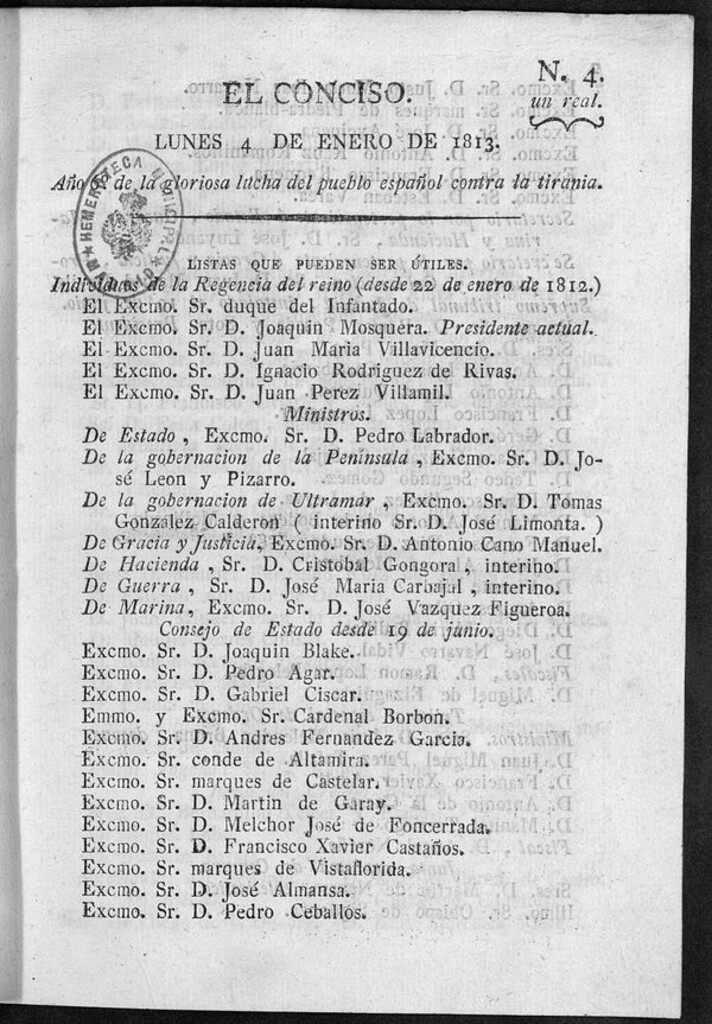 N. 4.
EL CONCISO.
un real.
LUNES 4 DE ENERO DE 1813.
Año 6. de la gloriosa lucha del pueblo español contra la tirania.
HEMEROTECA MUNICIPAL
MADRID
LISTAS QUE PUEDEN SER ÚTILES.
Individuos de la Regencia del reino (desde 22 de enero de 1812.)
El Excmo. Sr. duque del Infantado.
El Excmo. Sr. D. Joaquin Mosquera. Presidente actual.
El Excmo. Sr. D. Juan Maria Villavicencio.
El Excmo. Sr. D. Ignacio Rodriguez de Rivas.
El Excmo. Sr. D. Juan Perez Villamil.
Ministros.
De Estado, Excmo. Sr. D. Pedro Labrador.
De la gobernacion de la Península, Excmo. Sr. D. Jo-
sé Leon y Pizarro.
De la gobernacion de Ultramar, Excmo. Sr. D. Tomas
González Calderon ( interino Sr. D. José Limonta. )
De Gracia y Justicia, Excmo. Sr. D. Antonio Cano Manuel.
De Hacienda, Sr. D. Cristobal Gongora, interino.
De Guerra, Sr. D. José Maria Carbajal, interino.
De Marina, Excmo. Sr. D. José Vazquez Figueroa.
Consejo de Estado desde 19 de junio.
Excmo. Sr. D. Joaquin Blake.
Excmo. Sr. D. Pedro Agar.
Excmo. Sr. D. Gabriel Ciscar.
Emmo. y Excmo. Sr. Cardenal Borbon.
Excmo. Sr. D. Andres Fernandez Garcia.
Excmo. Sr. conde de Altamira.
Excmo. Sr. marques de Castelar.
Excmo. Sr. D. Martin de Garay.
Excmo. Sr. D. Melchor José de Foncerrada.
Excmo. Sr. D. Francisco Xavier Castaños.
Excmo. Sr. marques de Vistaflorida.
Excmo. Sr. D. José Almansa.
Excmo. Sr. D. Pedro Ceballos.